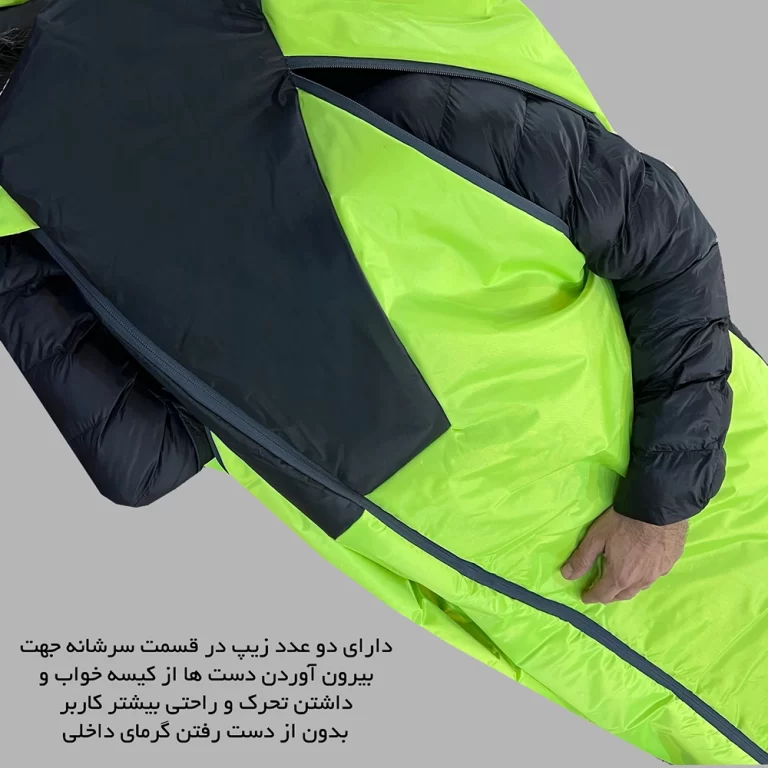 دارای دو عدد زیپ در قسمت سرشانه جهت
بیرون آوردن دست ها از کیسه خواب و
داشتن تحرک و راحتی بیشتر کاربر
بدون از دست رفتن گرمای داخلی